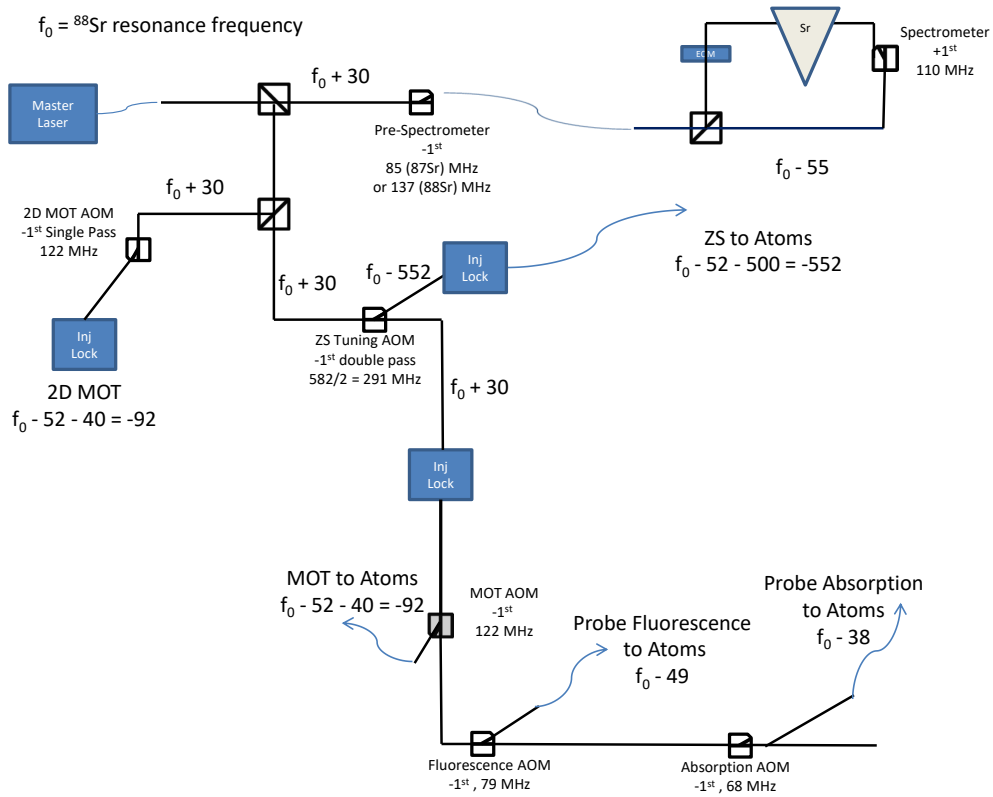 f0 = 88Sr resonance frequency
Master
Laser
f0 + 30
Pre-Spectrometer
-1st
85 (87Sr) MHz
or 137 (88Sr) MHz
EOM
Sr
Spectrometer
+1st
110 MHz
f0 - 55
f0 + 30
2D MOT AOM
-1st Single Pass
122 MHz
Inj
Lock
2D MOT
f0 - 52 - 40 = -92
f0 + 30
f0 - 552
Inj
Lock
ZS to Atoms
f0 - 52 - 500 = -552
ZS Tuning AOM
-1st double pass
582/2 = 291 MHz
f0 + 30
Inj
Lock
MOT to Atoms
f0 - 52 - 40 = -92
MOT AOM
-1st
122 MHz
Probe Fluorescence
to Atoms
f0 - 49
Probe Absorption
to Atoms
f0 - 38
Fluorescence AOM
-1st , 79 MHz
Absorption AOM
-1st , 68 MHz